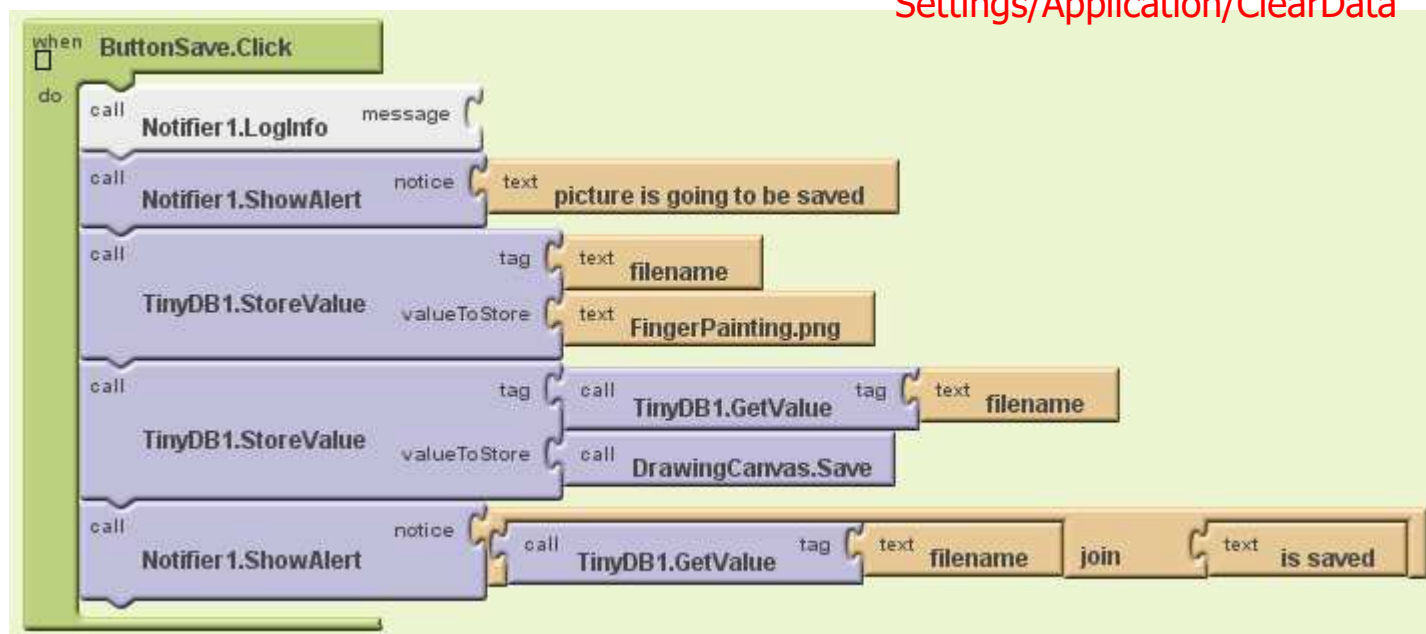 Settings/Application/ClearData
when ButtonSave.Click
do
call Notifier1.LogInfo message
call Notifier1.ShowAlert notice text picture is going to be saved
call TinyDB1.StoreValue tag text filename
valueToStore text FingerPainting.png
call TinyDB1.StoreValue tag call TinyDB1.GetValue tag text filename
valueToStore call DrawingCanvas.Save
call Notifier1.ShowAlert notice call TinyDB1.GetValue tag text filename join text is saved